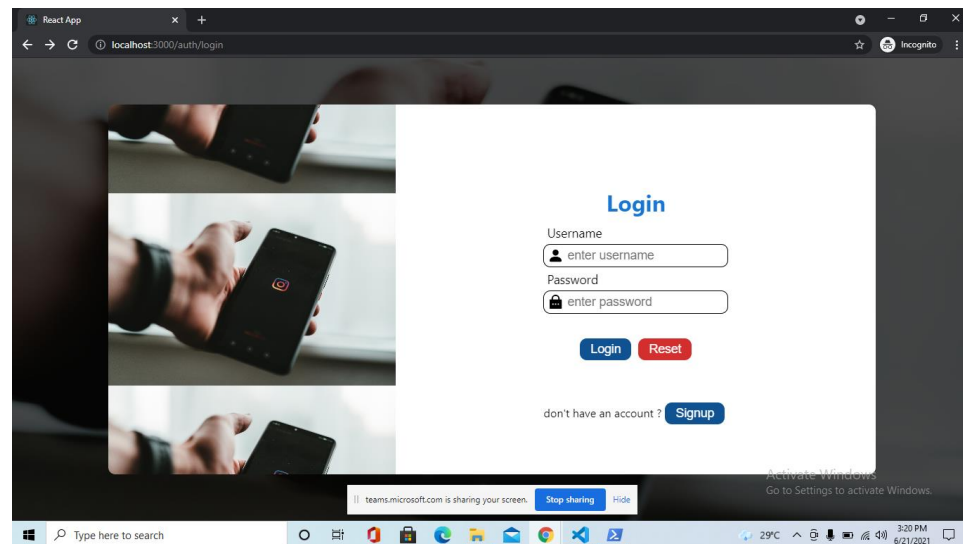 React App
localhost:3000/auth/login
Incognito
Login
Username
enter username
Password
enter password
Login Reset
don't have an account ? Signup
Activate Windows
Go to Settings to activate Windows.
teams.microsoft.com is sharing your screen. Stop sharing Hide
Type here to search
29°C
3:20 PM
6/21/2021